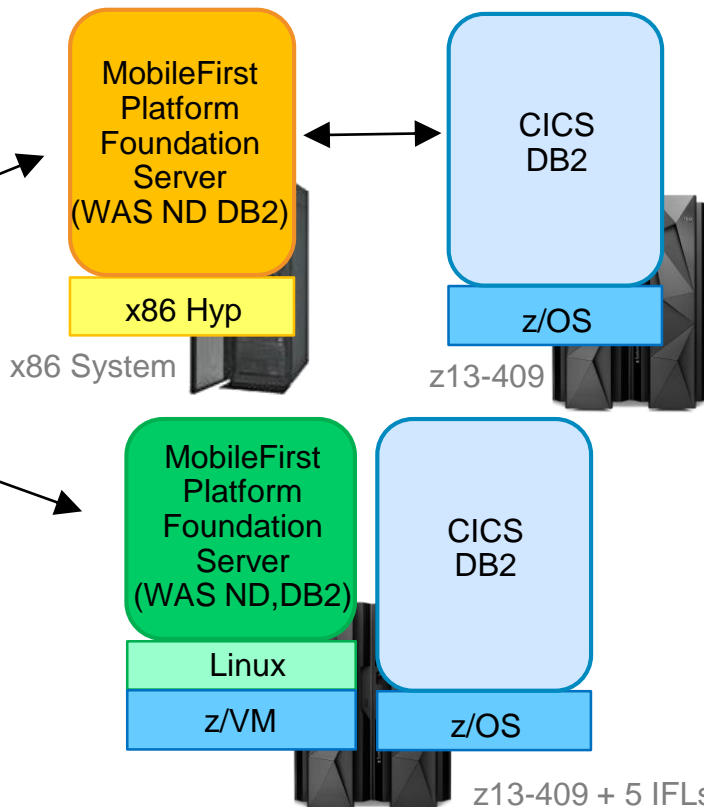 MobileFirst
Platform
Foundation
Server
(WAS ND DB2)
x86 Hyp
x86 System
CICS
DB2
z/OS
z13-409
MobileFirst
Platform
Foundation
Server
(WAS ND,DB2)
Linux
z/VM
CICS
DB2
z/OS
z13-409 + 5 IFLs